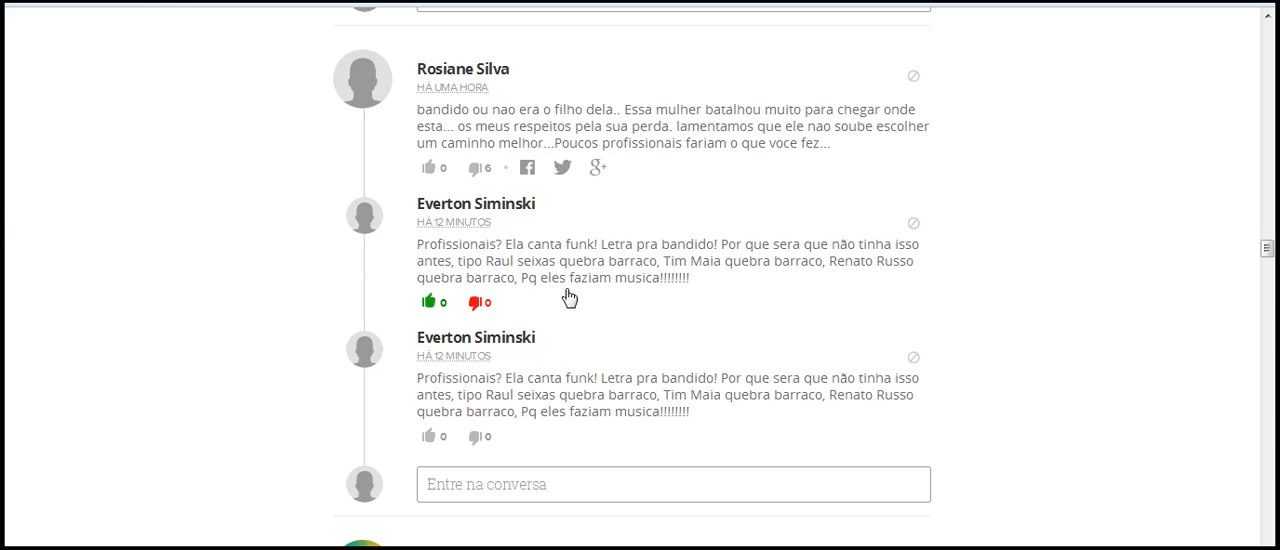 Rosiane Silva
HÁ UMA HORA
bandido ou nao era o filho dela.. Essa mulher batalhou muito para chegar onde
esta... os meus respeitos pela sua perda. lamentamos que ele nao soube escolher
um caminho melhor...Poucos profissionais fariam o que voce fez...
0 6
Everton Siminski
HÁ 12 MINUTOS
Profissionais? Ela canta funk! Letra pra bandido! Por que sera que não tinha isso
antes, tipo Raul seixas quebra barraco, Tim Maia quebra barraco, Renato Russo
quebra barraco, Pq eles faziam musica!!!!!!!!
0 0
Everton Siminski
HÁ 12 MINUTOS
Profissionais? Ela canta funk! Letra pra bandido! Por que sera que não tinha isso
antes, tipo Raul seixas quebra barraco, Tim Maia quebra barraco, Renato Russo
quebra barraco, Pq eles faziam musica!!!!!!!!
0 0
Entre na conversa